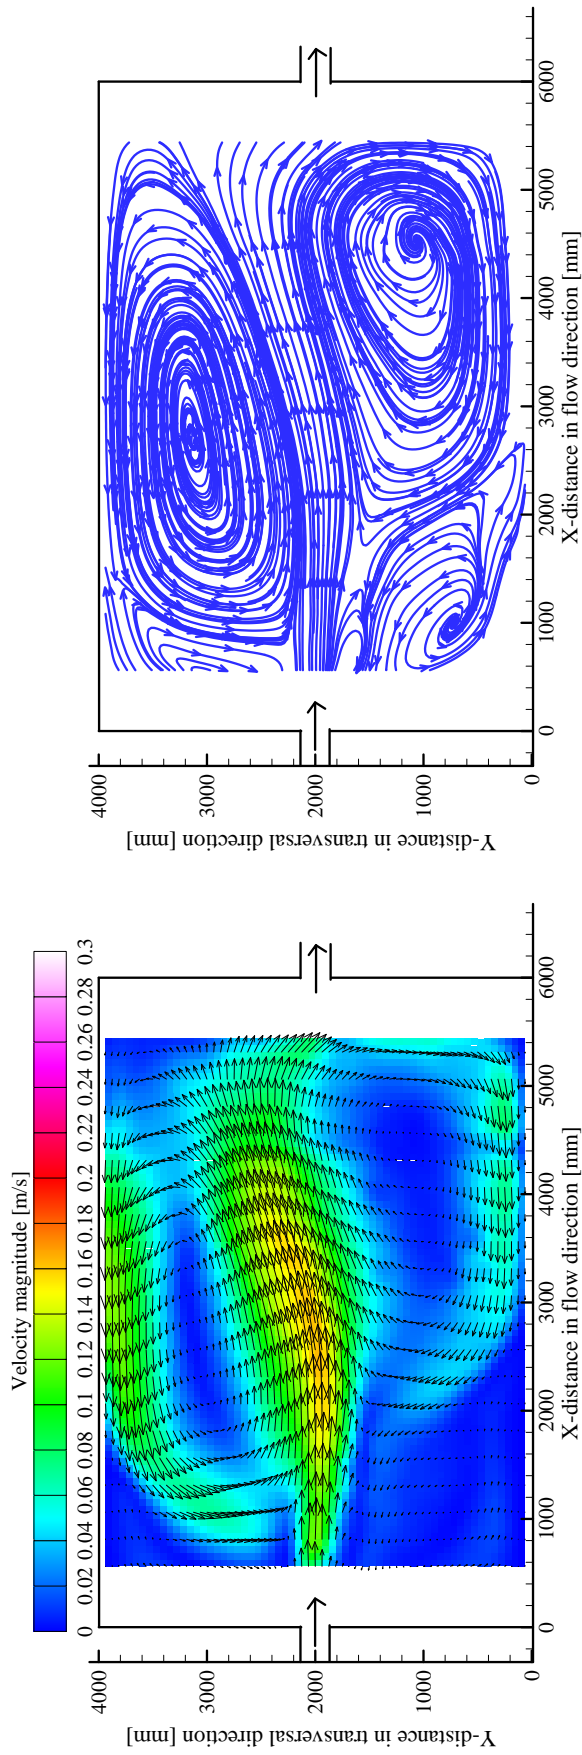 Velocity magnitude [m/s]
0 0.02 0.04 0.06 0.08 0.1 0.12 0.14 0.16 0.18 0.2 0.22 0.24 0.26 0.28 0.3
Y-distance in transversal direction [mm]
4000
3000
2000
1000
0
0 1000 2000 3000 4000 5000 6000
X-distance in flow direction [mm]
Y-distance in transversal direction [mm]
4000
3000
2000
1000
0
0 1000 2000 3000 4000 5000 6000
X-distance in flow direction [mm]